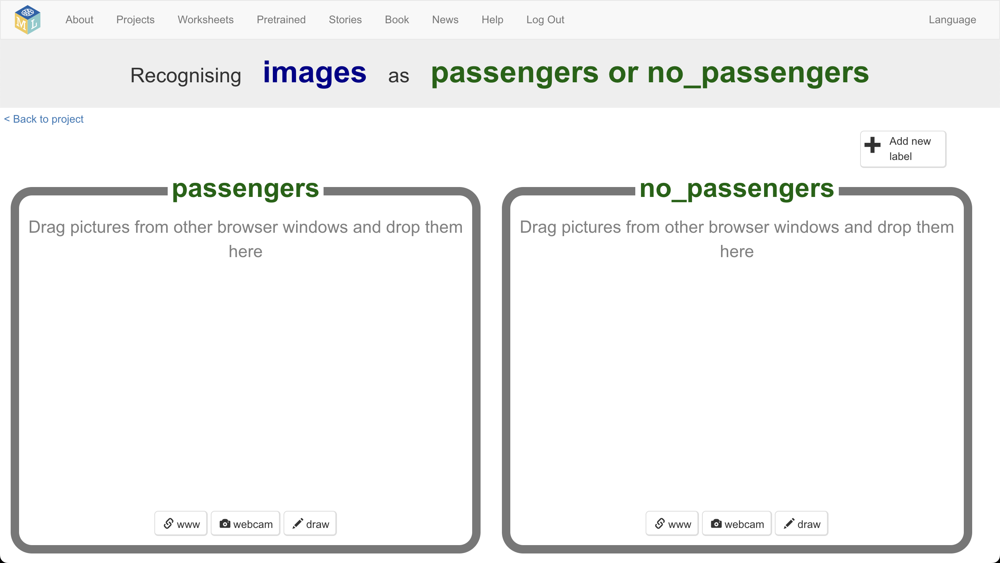 M L
About Projects Worksheets Pretrained Stories Book News Help Log Out Language
Recognising images as passengers or no_passengers
< Back to project
Add new
label
passengers
Drag pictures from other browser windows and drop them
here
www webcam draw
no_passengers
Drag pictures from other browser windows and drop them
here
www webcam draw